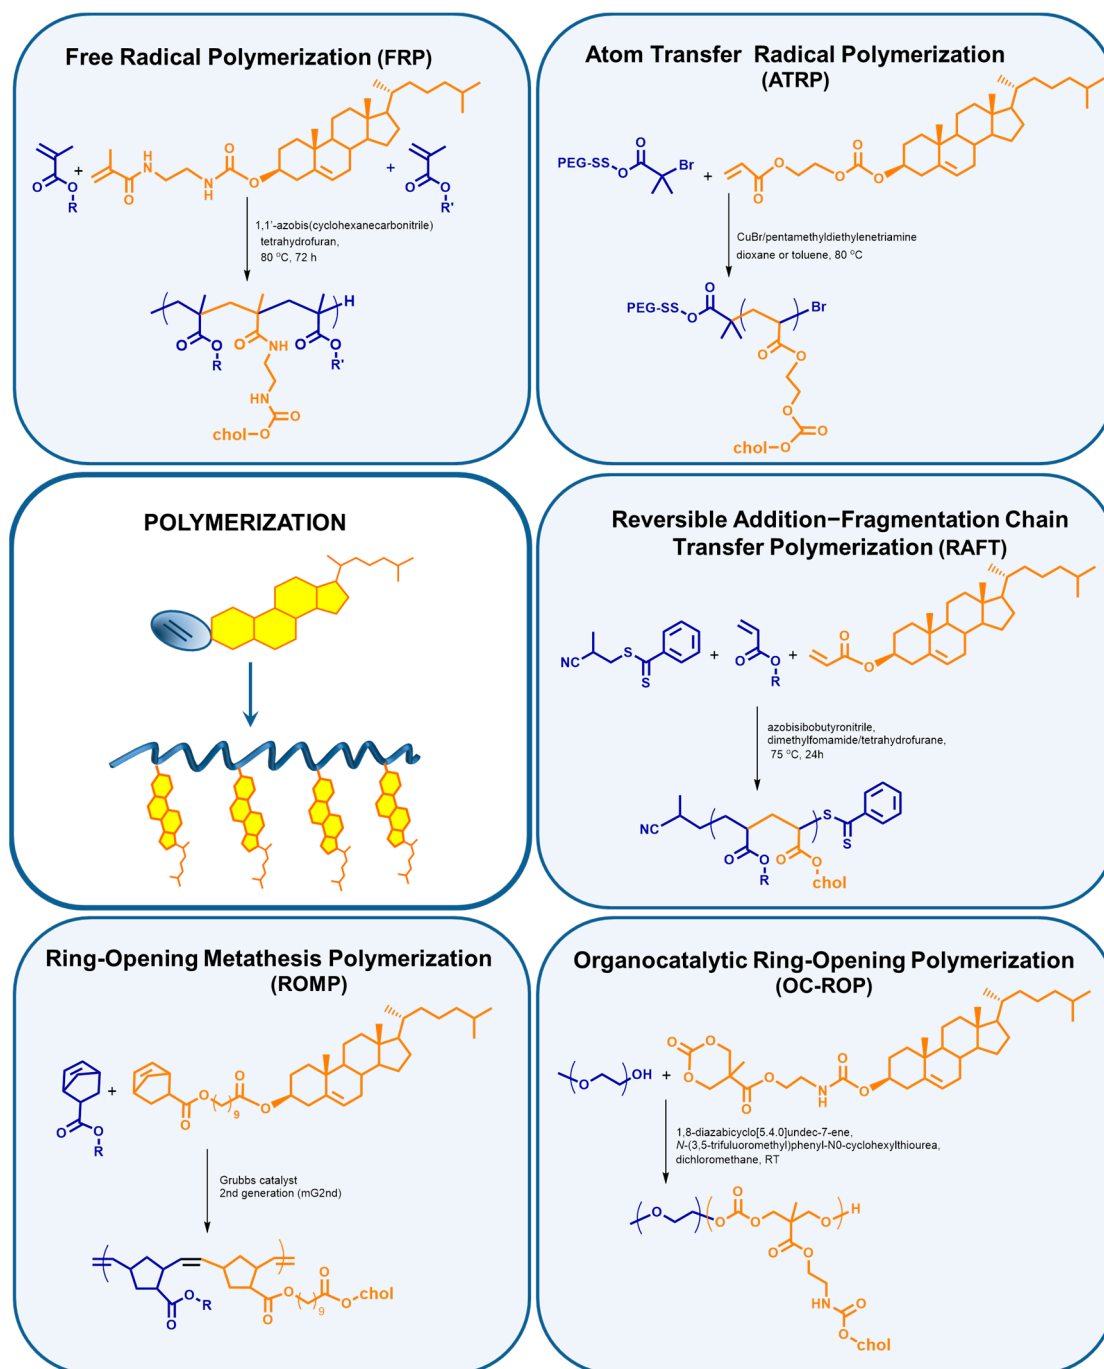 Free Radical Polymerization (FRP)
+
+
O
O
R
O
N
H
N
H
O
O
O
O
R'
1,1'-azobis(cyclohexanecarbonitrile)
tetrahydrofuran,
80 °C, 72 h
H
O
O
R
O
NH
O
O
R'
HN
O
chol
O
Atom Transfer Radical Polymerization
(ATRP)
PEG-SS
O
O
Br
+
O
O
O
O
O
CuBr/pentamethyldiethylenetriamine
dioxane or toluene, 80 °C
PEG-SS
O
O
Br
O
O
O
O
chol
O
POLYMERIZATION
Reversible Addition−Fragmentation Chain
Transfer Polymerization (RAFT)
NC
S
S
+
O
O
R
+
O
O
azobisibobutyronitrile,
dimethylfomamide/tetrahydrofurane,
75 °C, 24h
NC
S
S
O
O
R
O
O
chol
Ring-Opening Metathesis Polymerization
(ROMP)
+
O
O
R
O
O
9
O
O
Grubbs catalyst
2nd generation (mG2nd)
O
O
R
O
O
9
O
O
chol
Organocatalytic Ring-Opening Polymerization
(OC-ROP)
O
OH
+
O
O
O
O
O
N
H
O
O
1,8-diazabicyclo[5.4.0]undec-7-ene,
N-(3,5-trifuluoromethyl)phenyl-N0-cyclohexylthiourea,
dichloromethane, RT
O
O
O
O
O
H
O
O
HN
O
O
chol